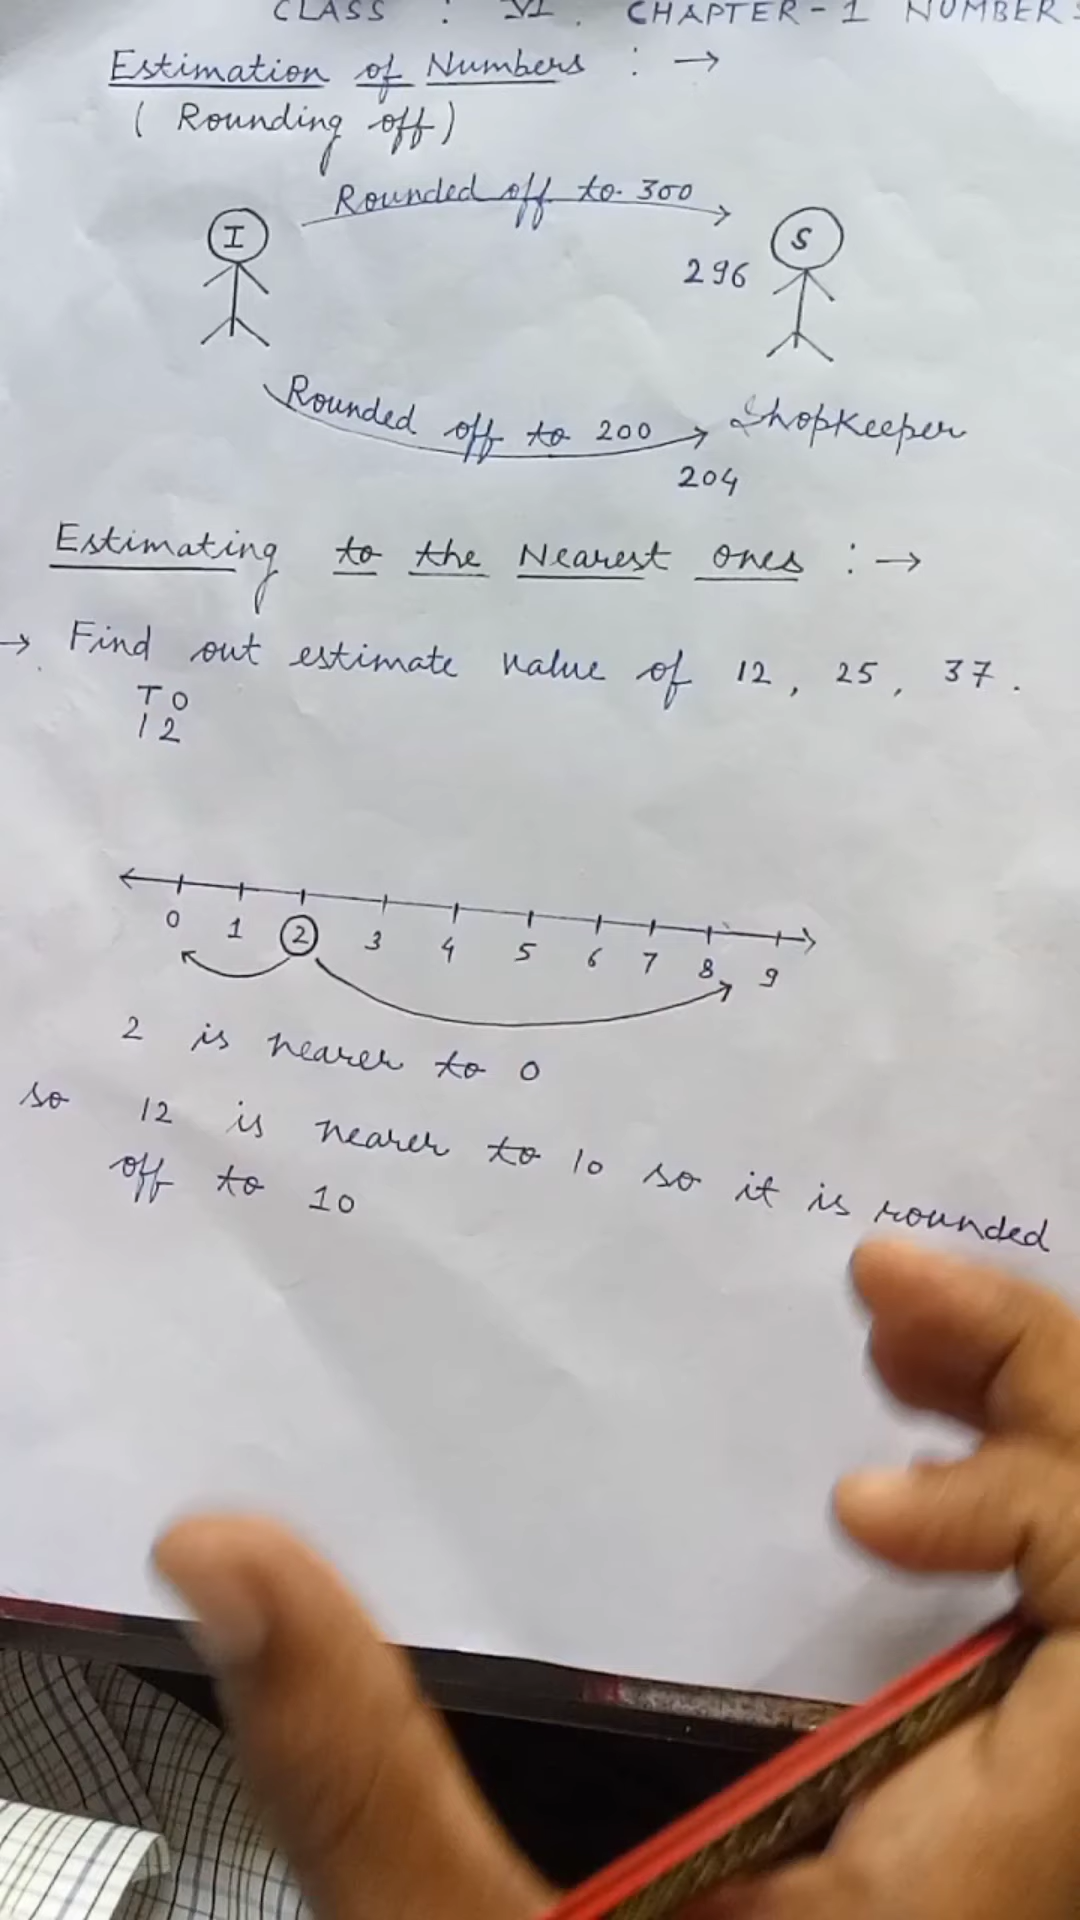 CLASS : VI. CHAPTER-1 NUMBER
Estimation of Numbers : →
( Rounding off )
Rounded off to 300
I
S
296
Rounded off to 200
Shopkeeper
204
Estimating to the Nearest ones : →
→ Find out estimate value of 12, 25, 37.
T O
1 2
0 1 2 3 4 5 6 7 8 9
2 is nearer to 0
so 12 is nearer to 10 so it is rounded
off to 10